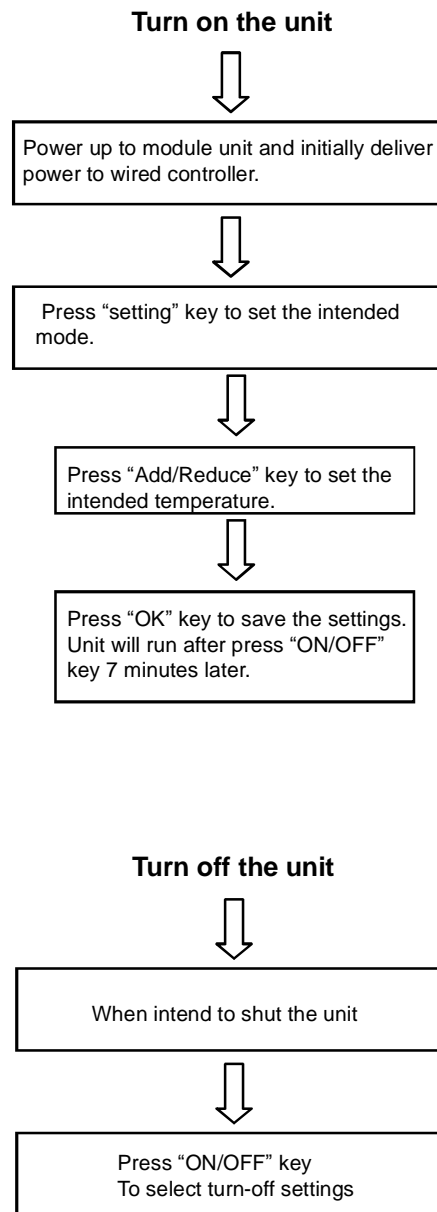 Turn on the unit
Power up to module unit and initially deliver
power to wired controller.
Press “setting” key to set the intended
mode.
Press “Add/Reduce” key to set the
intended temperature.
Press “OK” key to save the settings.
Unit will run after press “ON/OFF”
key 7 minutes later.
Turn off the unit
When intend to shut the unit
Press “ON/OFF” key
To select turn-off settings